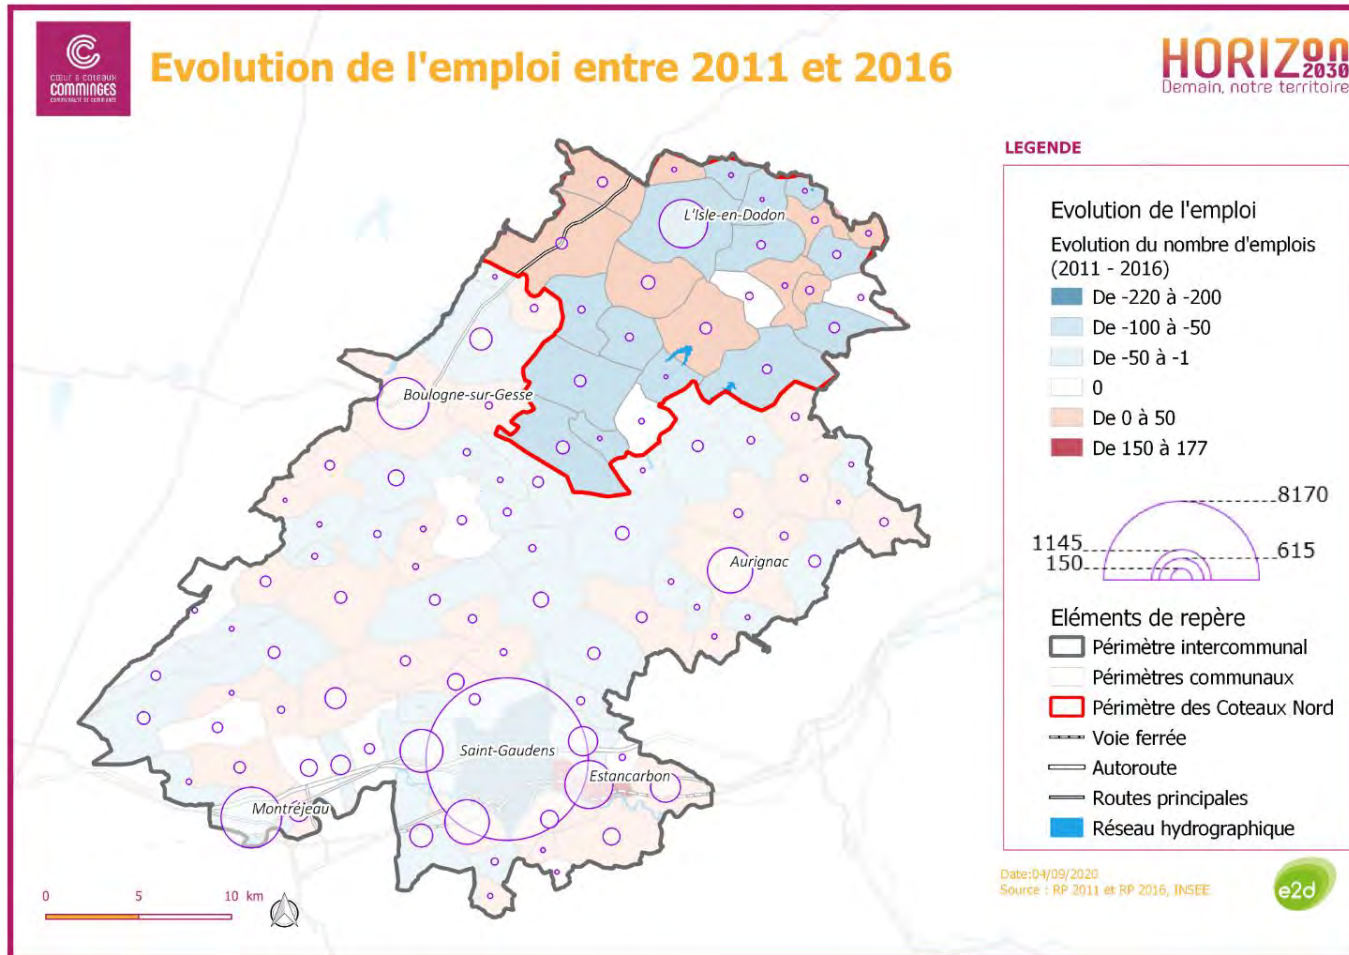 CŒUR & COTEAUX
COMMINGES
Evolution de l'emploi entre 2011 et 2016
HORIZON
2030
Demain, notre territoire
LEGENDE
Evolution de l'emploi
Evolution du nombre d'emplois
(2011 - 2016)
De -220 à -200
De -100 à -50
De -50 à -1
0
De 0 à 50
De 150 à 177
8170
1145
615
150
Eléments de repère
Périmètre intercommunal
Périmètres communaux
Périmètre des Coteaux Nord
Voie ferrée
Autoroute
Routes principales
Réseau hydrographique
L'Isle-en-Dodon
Boulogne-sur-Gesse
Aurignac
Saint-Gaudens
Estancarbon
Montréjeau
0 5 10 km
Date:04/09/2020
Source : RP 2011 et RP 2016, INSEE
e2d